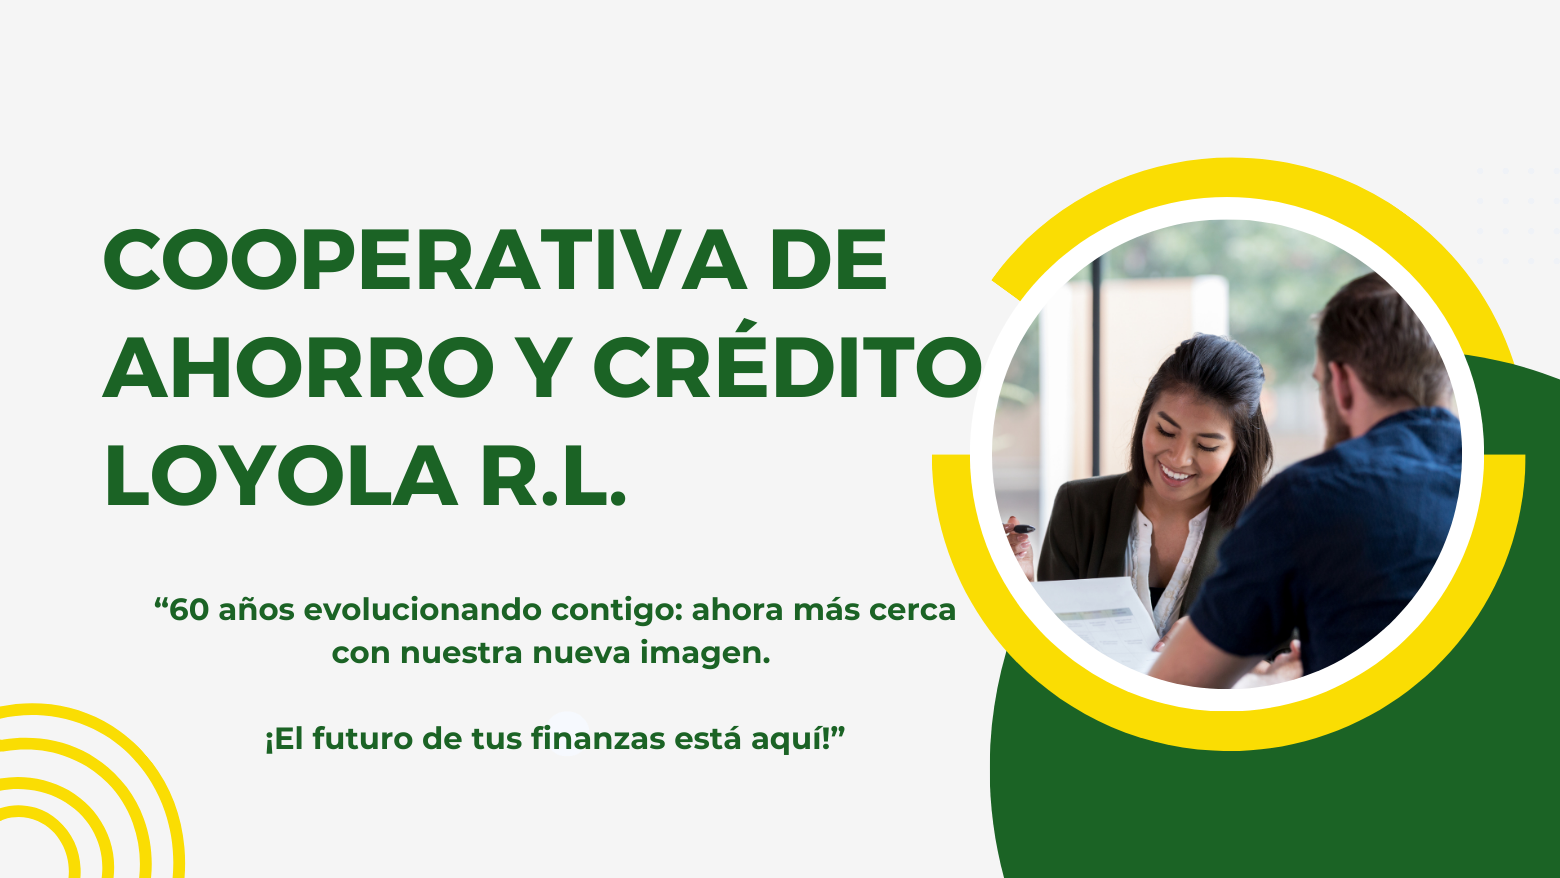 COOPERATIVA DE
AHORRO Y CRÉDITO
LOYOLA R.L.
“60 años evolucionando contigo: ahora más cerca
con nuestra nueva imagen.
¡El futuro de tus finanzas está aquí!”